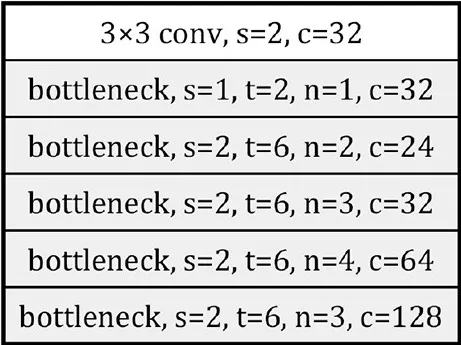 3×3 conv, s=2, c=32
bottleneck, s=1, t=2, n=1, c=32
bottleneck, s=2, t=6, n=2, c=24
bottleneck, s=2, t=6, n=3, c=32
bottleneck, s=2, t=6, n=4, c=64
bottleneck, s=2, t=6, n=3, c=128